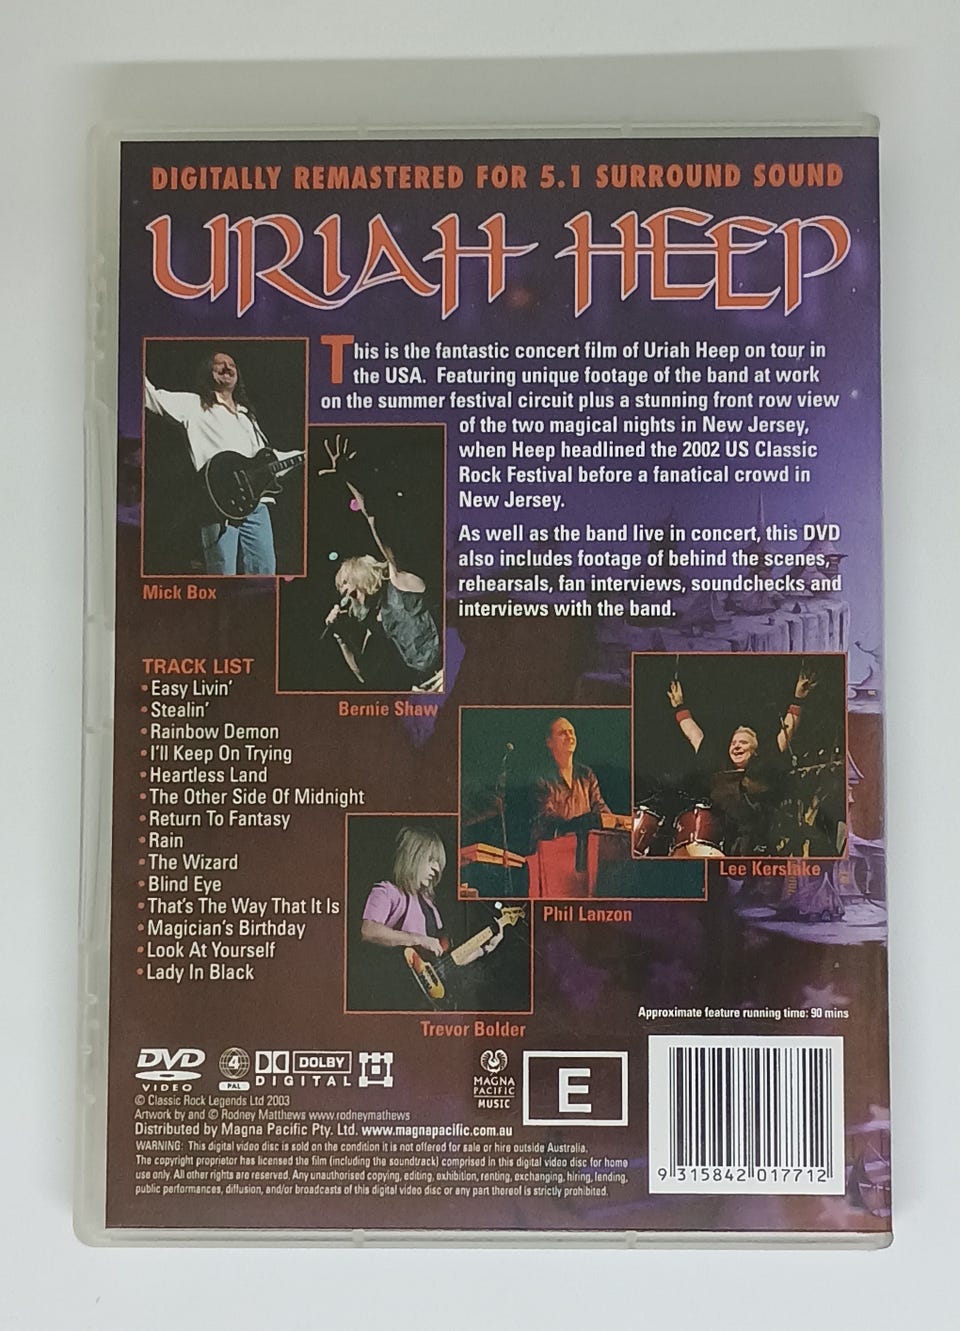 DIGITALLY REMASTERED FOR 5.1 SURROUND SOUND
URIAH HEEP
This is the fantastic concert film of Uriah Heep on tour in
the USA. Featuring unique footage of the band at work
on the summer festival circuit plus a stunning front row view
of the two magical nights in New Jersey,
when Heep headlined the 2002 US Classic
Rock Festival before a fanatical crowd in
New Jersey.
As well as the band live in concert, this DVD
also includes footage of behind the scenes,
rehearsals, fan interviews, soundchecks and
interviews with the band.
Mick Box
Bernie Shaw
TRACK LIST
•Easy Livin'
•Stealin'
•Rainbow Demon
•I'll Keep On Trying
•Heartless Land
•The Other Side Of Midnight
•Return To Fantasy
•Rain
•The Wizard
•Blind Eye
•That's The Way That It Is
•Magician's Birthday
•Look At Yourself
•Lady In Black
Lee Kerslake
Phil Lanzon
Trevor Bolder
Approximate feature running time: 90 mins
DVD
VIDEO
4
PAL
DOLBY
DIGITAL
MAGNA
PACIFIC
MUSIC
E
© Classic Rock Legends Ltd 2003
Artwork by and © Rodney Matthews www.rodneymathews
Distributed by Magna Pacific Pty. Ltd. www.magnapacific.com.au
WARNING: This digital video disc is sold on the condition it is not offered for sale or hire outside Australia.
The copyright proprietor has licensed the film (including the soundtrack) comprised in this digital video disc for home
use only. All other rights are reserved. Any unauthorised copying, editing, exhibition, renting, exchanging, hiring, lending,
public performances, diffusion, and/or broadcasts of this digital video disc or any part thereof is strictly prohibited.
9 315842 017712